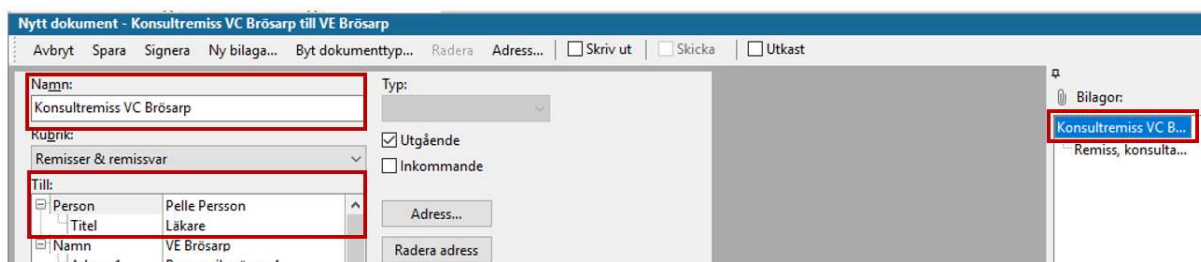 Nytt dokument - Konsultremiss VC Brösarp till VE Brösarp
Avbryt Spara Signera Ny bilaga... Byt dokumenttyp... Radera Adress... Skriv ut Skicka Utkast
Namn:
Konsultremiss VC Brösarp
Rubrik:
Remisser & remissvar
Till:
Person Pelle Persson
Titel Läkare
Namn VE Brösarp
Typ:
Utgående
Inkommande
Adress...
Radera adress
Bilagor:
Konsultremiss VC B...
Remiss, konsulta...